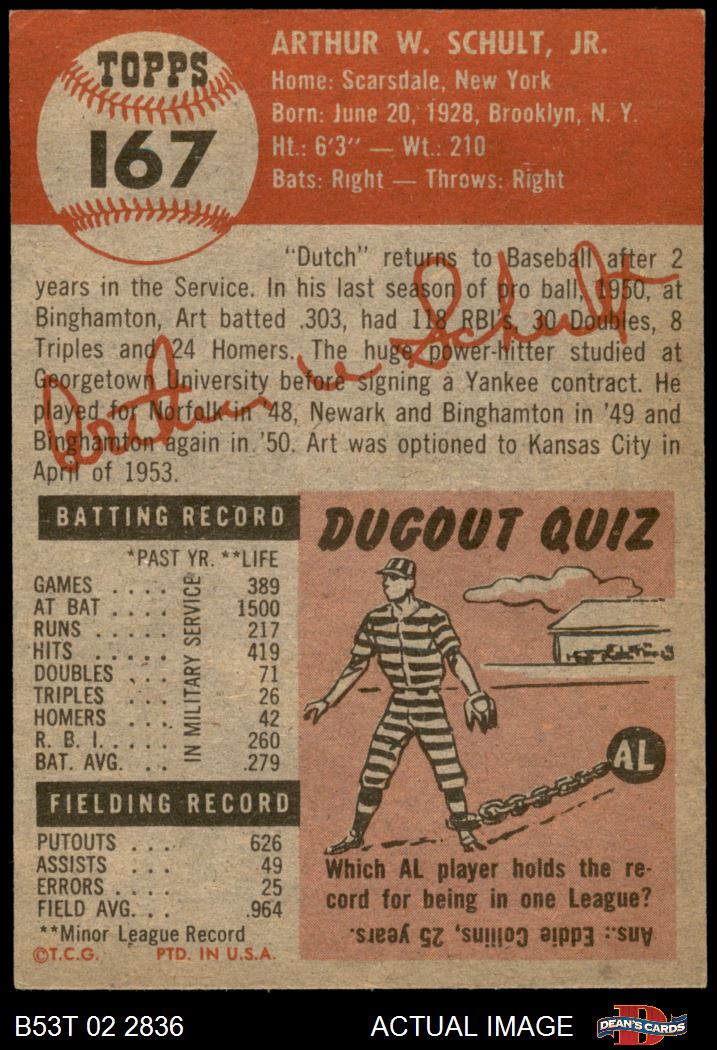 TOPPS
167
ARTHUR W. SCHULT, JR.
Home: Scarsdale, New York
Born: June 20, 1928, Brooklyn, N. Y.
Ht.: 6'3" — Wt.: 210
Bats: Right — Throws: Right
"Dutch" returns to Baseball after 2
years in the Service. In his last season of pro ball, 1950, at
Binghamton, Art batted .303, had 118 RBI's, 30 Doubles, 8
Triples and 24 Homers. The huge power-hitter studied at
Georgetown University before signing a Yankee contract. He
played for Norfolk in '48, Newark and Binghamton in '49 and
Binghamton again in '50. Art was optioned to Kansas City in
April of 1953.
Arthur W Schult
BATTING RECORD
*PAST YR. **LIFE
IN MILITARY SERVICE
GAMES .... 389
AT BAT .... 1500
RUNS ..... 217
HITS ..... 419
DOUBLES ... 71
TRIPLES ... 26
HOMERS ... 42
R. B. I. .... 260
BAT. AVG. .. .279
FIELDING RECORD
PUTOUTS ... 626
ASSISTS ... 49
ERRORS .... 25
FIELD AVG. .. .964
**Minor League Record
©T.C.G. PTD. IN U.S.A.
DUGOUT QUIZ
AL
Which AL player holds the re-
cord for being in one League?
Ans.: Eddie Collins, 25 years.
B53T 02 2836
ACTUAL IMAGE
D
DEAN'S CARDS